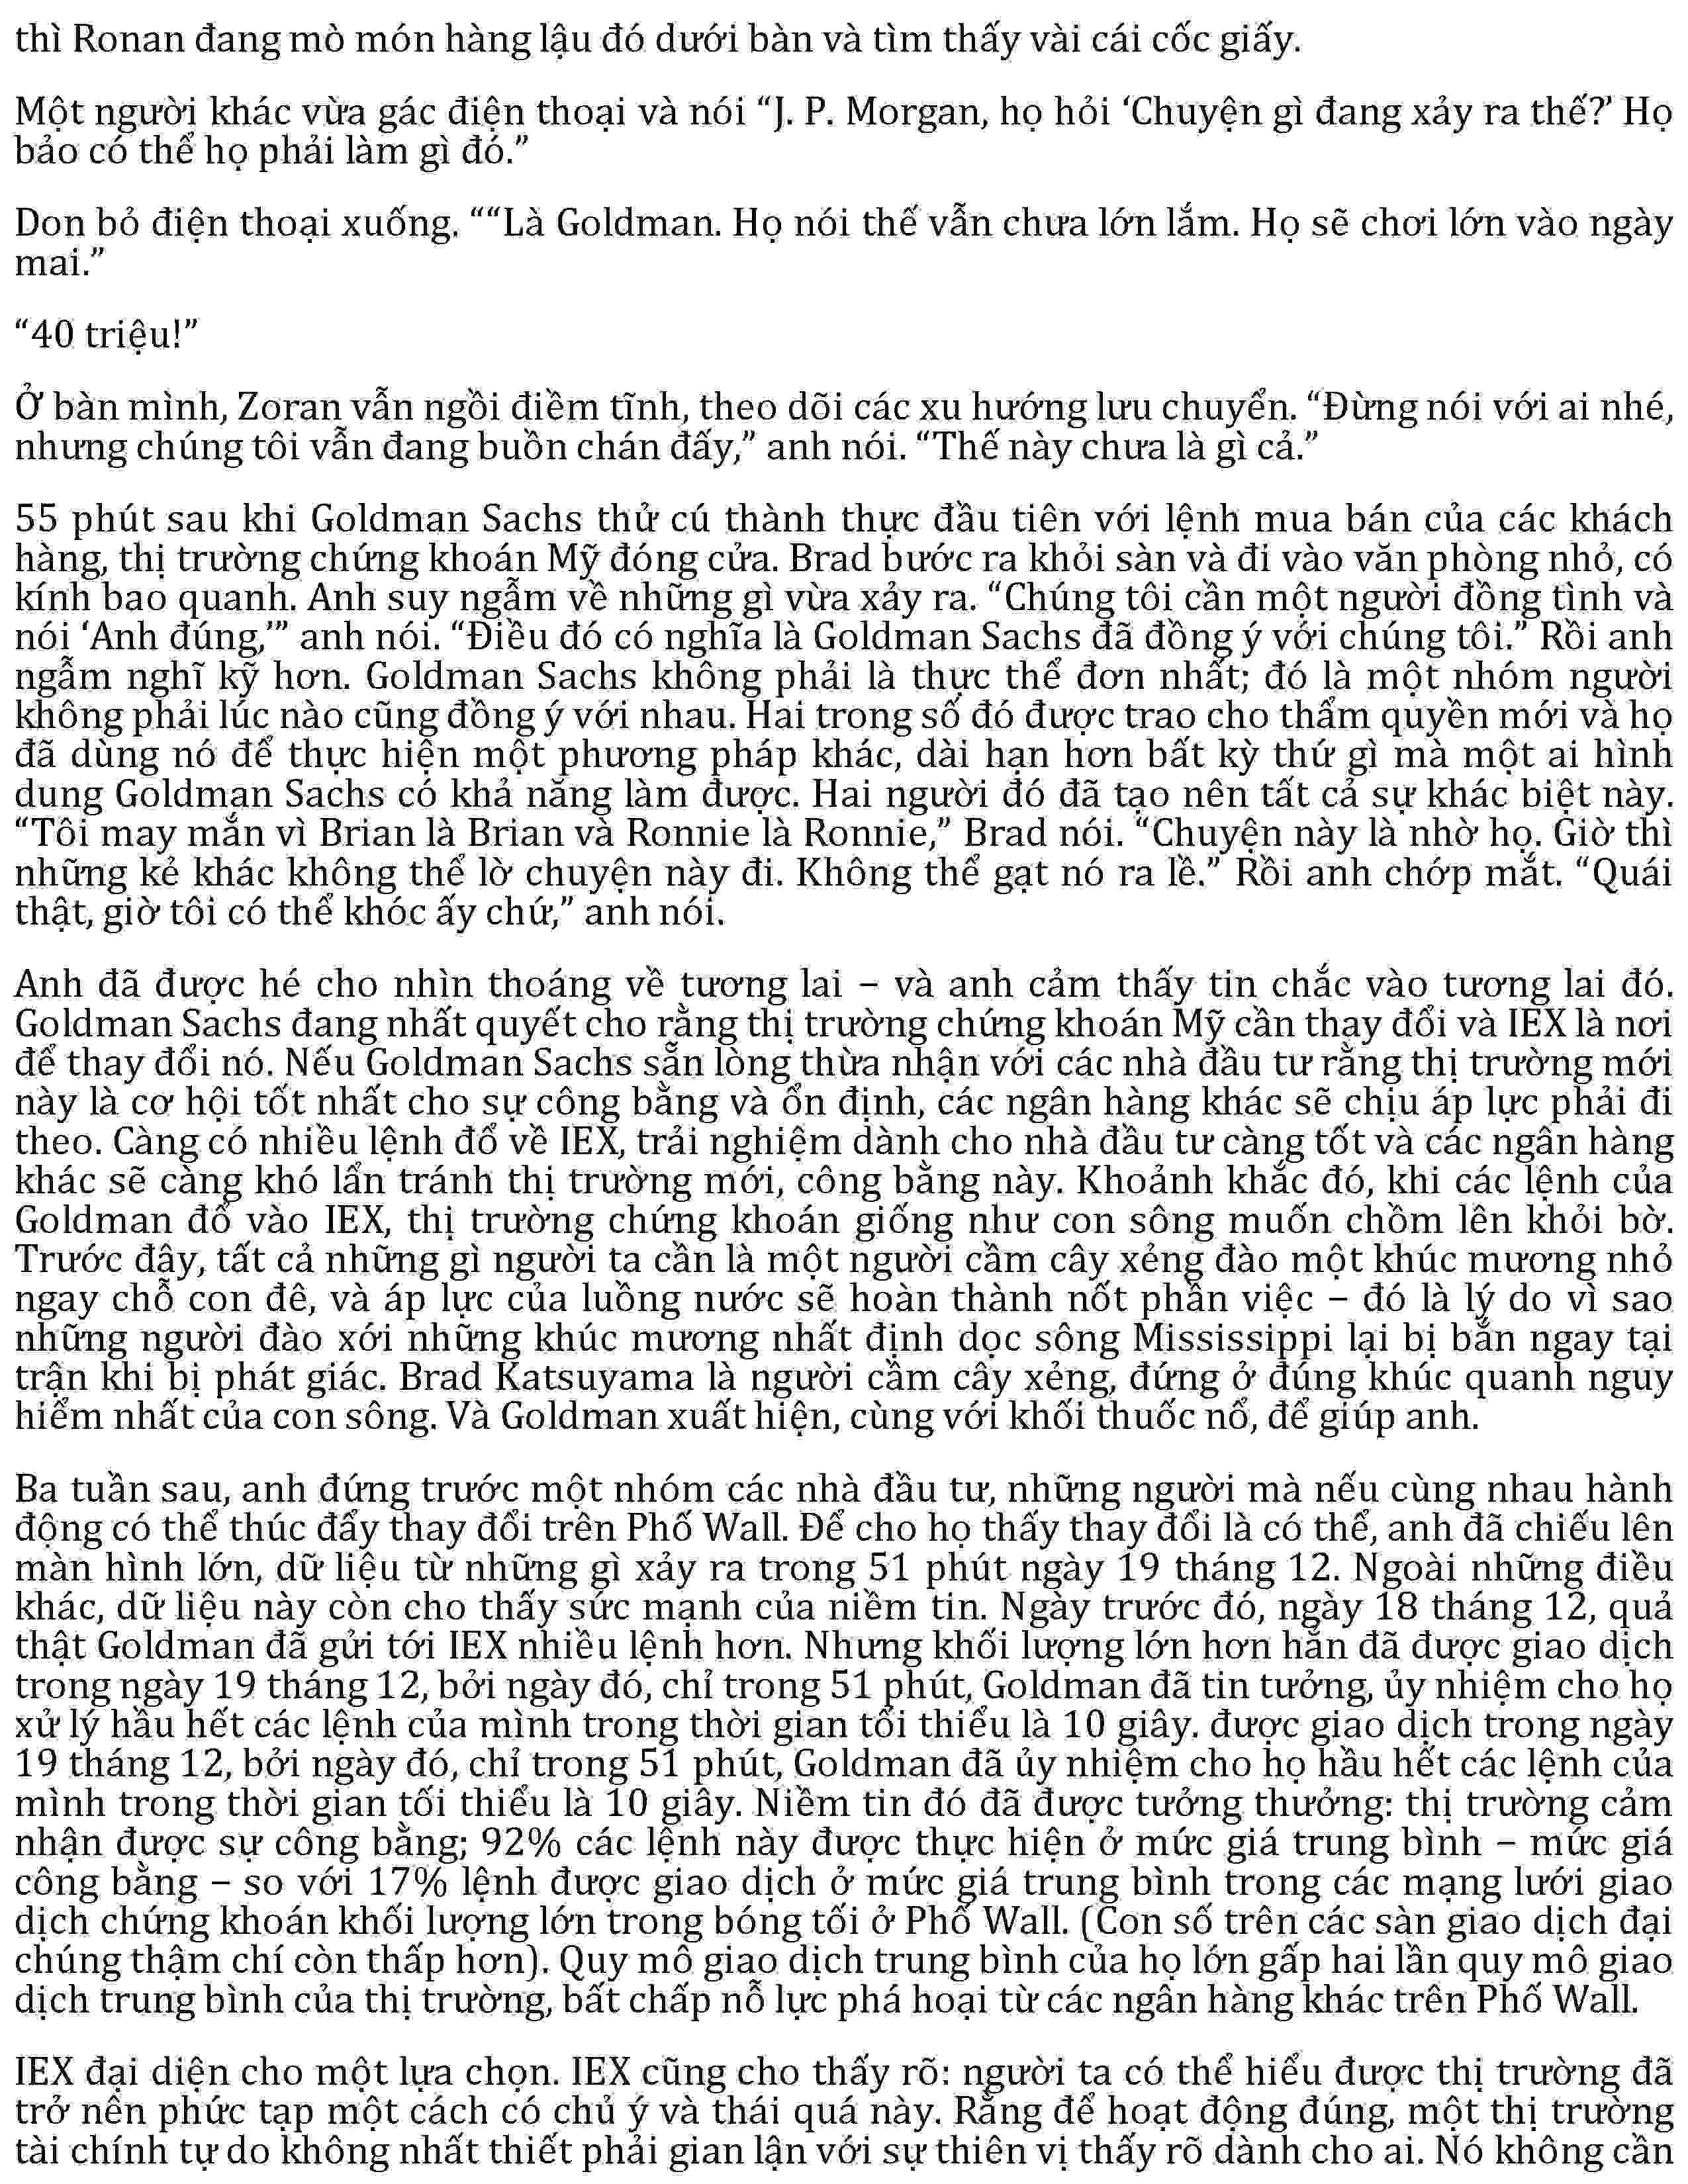 thì Ronan đang mò món hàng lậu đó dưới bàn và tìm thấy vài cái cốc giấy.
Một người khác vừa gác điện thoại và nói “J. P. Morgan, họ hỏi ‘Chuyện gì đang xảy ra thế?’ Họ
bảo có thể họ phải làm gì đó.”
Don bỏ điện thoại xuống. ““Là Goldman. Họ nói thế vẫn chưa lớn lắm. Họ sẽ chơi lớn vào ngày
mai.”
“40 triệu!”
Ở bàn mình, Zoran vẫn ngồi điềm tĩnh, theo dõi các xu hướng lưu chuyển. “Đừng nói với ai nhé,
nhưng chúng tôi vẫn đang buồn chán đấy,” anh nói. “Thế này chưa là gì cả.”
55 phút sau khi Goldman Sachs thử cú thành thực đầu tiên với lệnh mua bán của các khách
hàng, thị trường chứng khoán Mỹ đóng cửa. Brad bước ra khỏi sàn và đi vào văn phòng nhỏ, có
kính bao quanh. Anh suy ngẫm về những gì vừa xảy ra. “Chúng tôi cần một người đồng tình và
nói ‘Anh đúng,’” anh nói. “Điều đó có nghĩa là Goldman Sachs đã đồng ý với chúng tôi.” Rồi anh
ngẫm nghĩ kỹ hơn. Goldman Sachs không phải là thực thể đơn nhất; đó là một nhóm người
không phải lúc nào cũng đồng ý với nhau. Hai trong số đó được trao cho thẩm quyền mới và họ
đã dùng nó để thực hiện một phương pháp khác, dài hạn hơn bất kỳ thứ gì mà một ai hình
dung Goldman Sachs có khả năng làm được. Hai người đó đã tạo nên tất cả sự khác biệt này.
“Tôi may mắn vì Brian là Brian và Ronnie là Ronnie,” Brad nói. “Chuyện này là nhờ họ. Giờ thì
những kẻ khác không thể lờ chuyện này đi. Không thể gạt nó ra lề.” Rồi anh chớp mắt. “Quái
thật, giờ tôi có thể khóc ấy chứ,” anh nói.
Anh đã được hé cho nhìn thoáng về tương lai – và anh cảm thấy tin chắc vào tương lai đó.
Goldman Sachs đang nhất quyết cho rằng thị trường chứng khoán Mỹ cần thay đổi và IEX là nơi
để thay đổi nó. Nếu Goldman Sachs sẵn lòng thừa nhận với các nhà đầu tư rằng thị trường mới
này là cơ hội tốt nhất cho sự công bằng và ổn định, các ngân hàng khác sẽ chịu áp lực phải đi
theo. Càng có nhiều lệnh đổ về IEX, trải nghiệm dành cho nhà đầu tư càng tốt và các ngân hàng
khác sẽ càng khó lẩn tránh thị trường mới, công bằng này. Khoảnh khắc đó, khi các lệnh của
Goldman đổ vào IEX, thị trường chứng khoán giống như con sông muốn chồm lên khỏi bờ.
Trước đây, tất cả những gì người ta cần là một người cầm cây xẻng đào một khúc mương nhỏ
ngay chỗ con đê, và áp lực của luồng nước sẽ hoàn thành nốt phần việc – đó là lý do vì sao
những người đào xới những khúc mương nhất định dọc sông Mississippi lại bị bắn ngay tại
trận khi bị phát giác. Brad Katsuyama là người cầm cây xẻng, đứng ở đúng khúc quanh nguy
hiểm nhất của con sông. Và Goldman xuất hiện, cùng với khối thuốc nổ, để giúp anh.
Ba tuần sau, anh đứng trước một nhóm các nhà đầu tư, những người mà nếu cùng nhau hành
động có thể thúc đẩy thay đổi trên Phố Wall. Để cho họ thấy thay đổi là có thể, anh đã chiếu lên
màn hình lớn, dữ liệu từ những gì xảy ra trong 51 phút ngày 19 tháng 12. Ngoài những điều
khác, dữ liệu này còn cho thấy sức mạnh của niềm tin. Ngày trước đó, ngày 18 tháng 12, quả
thật Goldman đã gửi tới IEX nhiều lệnh hơn. Nhưng khối lượng lớn hơn hẳn đã được giao dịch
trong ngày 19 tháng 12, bởi ngày đó, chỉ trong 51 phút, Goldman đã tin tưởng, ủy nhiệm cho họ
xử lý hầu hết các lệnh của mình trong thời gian tối thiểu là 10 giây. được giao dịch trong ngày
19 tháng 12, bởi ngày đó, chỉ trong 51 phút, Goldman đã ủy nhiệm cho họ hầu hết các lệnh của
mình trong thời gian tối thiểu là 10 giây. Niềm tin đó đã được tưởng thưởng: thị trường cảm
nhận được sự công bằng; 92% các lệnh này được thực hiện ở mức giá trung bình – mức giá
công bằng – so với 17% lệnh được giao dịch ở mức giá trung bình trong các mạng lưới giao
dịch chứng khoán khối lượng lớn trong bóng tối ở Phố Wall. (Con số trên các sàn giao dịch đại
chúng thậm chí còn thấp hơn). Quy mô giao dịch trung bình của họ lớn gấp hai lần quy mô giao
dịch trung bình của thị trường, bất chấp nỗ lực phá hoại từ các ngân hàng khác trên Phố Wall.
IEX đại diện cho một lựa chọn. IEX cũng cho thấy rõ: người ta có thể hiểu được thị trường đã
trở nên phức tạp một cách có chủ ý và thái quá này. Rằng để hoạt động đúng, một thị trường
tài chính tự do không nhất thiết phải gian lận với sự thiên vị thấy rõ dành cho ai. Nó không cần